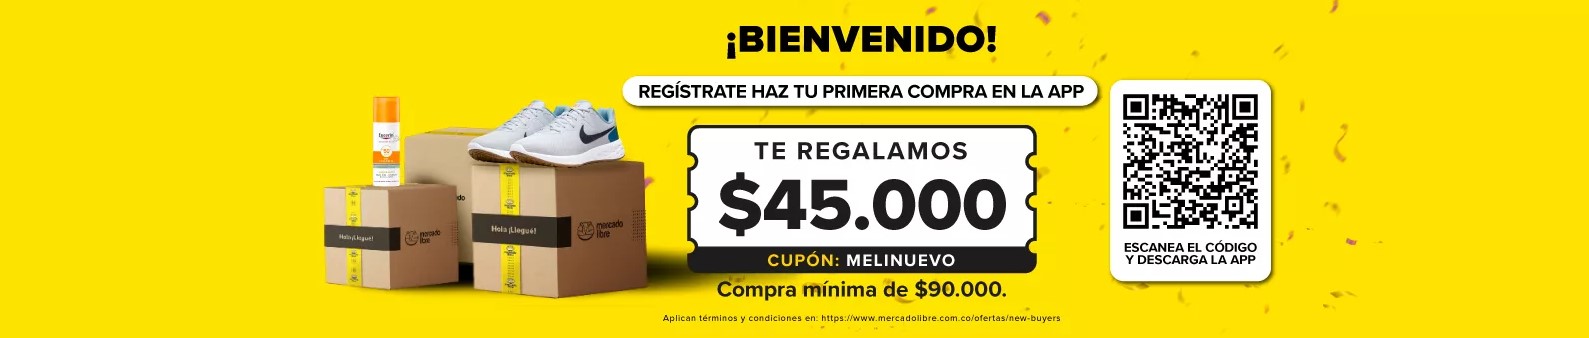 ¡BIENVENIDO!
REGÍSTRATE HAZ TU PRIMERA COMPRA EN LA APP
TE REGALAMOS
$45.000
CUPÓN: MELINUEVO
Compra mínima de $90.000.
Aplican términos y condiciones en: https://www.mercadolibre.com.co/ofertas/new-buyers
ESCANEA EL CÓDIGO
Y DESCARGA LA APP
Eucerin
Hola ¡Llegué!
mercado
libre
do
Hola ¡Llegué!
mercado
libre